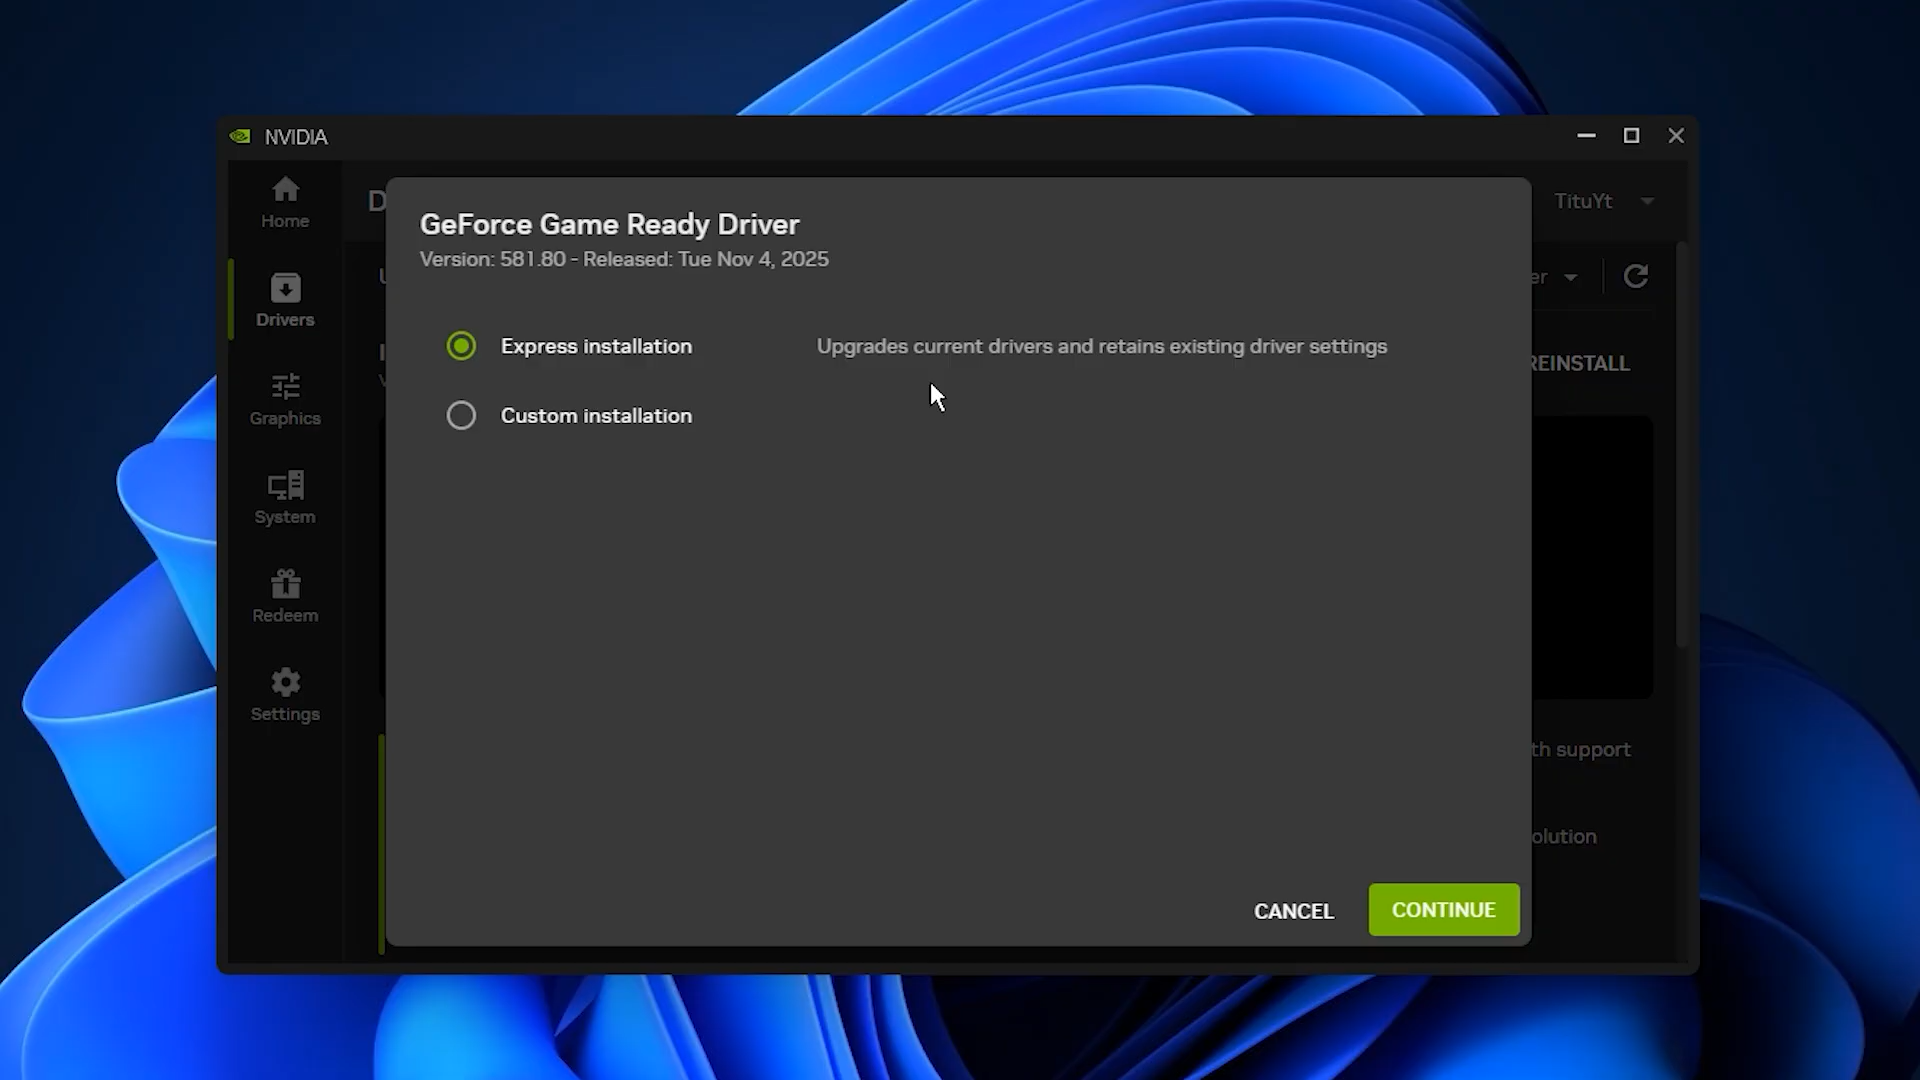 NVIDIA
Home
Drivers
Graphics
System
Redeem
Settings
D
TituYt
er
REINSTALL
th support
olution
GeForce Game Ready Driver
Version: 581.80 - Released: Tue Nov 4, 2025
Express installation
Upgrades current drivers and retains existing driver settings
Custom installation
CANCEL
CONTINUE